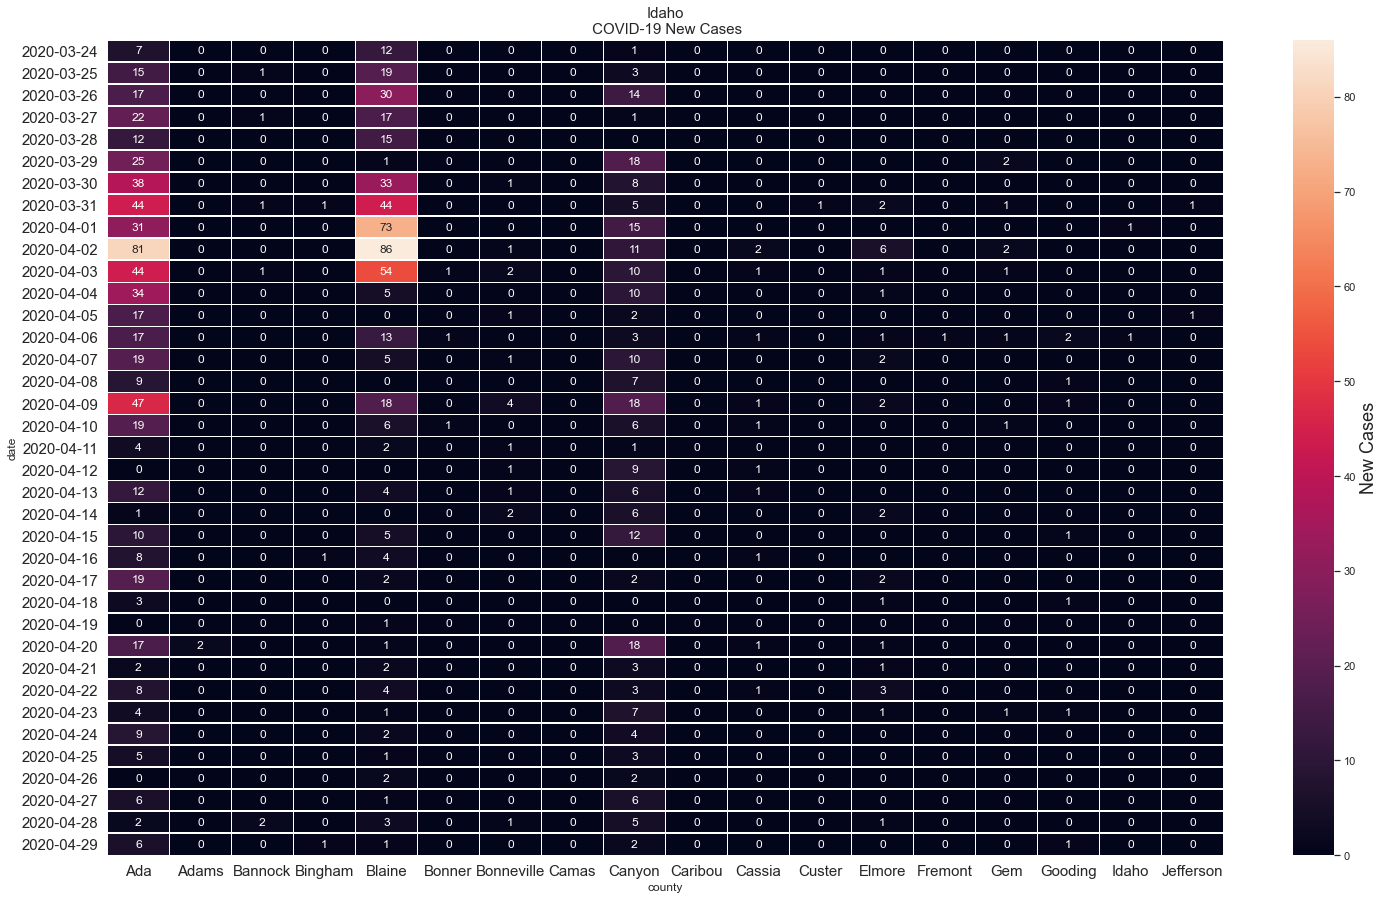 Idaho
COVID-19 New Cases
2020-03-24 7 0 0 0 12 0 0 0 1 0 0 0 0 0 0 0 0 0
2020-03-25 15 0 1 0 19 0 0 0 3 0 0 0 0 0 0 0 0 0
2020-03-26 17 0 0 0 30 0 0 0 14 0 0 0 0 0 0 0 0 0
2020-03-27 22 0 1 0 17 0 0 0 1 0 0 0 0 0 0 0 0 0
2020-03-28 12 0 0 0 15 0 0 0 0 0 0 0 0 0 0 0 0 0
2020-03-29 25 0 0 0 1 0 0 0 18 0 0 0 0 0 2 0 0 0
2020-03-30 38 0 0 0 33 0 1 0 8 0 0 0 0 0 0 0 0 0
2020-03-31 44 0 1 1 44 0 0 0 5 0 0 1 2 0 1 0 0 1
2020-04-01 31 0 0 0 73 0 0 0 15 0 0 0 0 0 0 0 1 0
2020-04-02 81 0 0 0 86 0 1 0 11 0 2 0 6 0 2 0 0 0
2020-04-03 44 0 1 0 54 1 2 0 10 0 1 0 1 0 1 0 0 0
2020-04-04 34 0 0 0 5 0 0 0 10 0 0 0 1 0 0 0 0 0
2020-04-05 17 0 0 0 0 0 1 0 2 0 0 0 0 0 0 0 0 1
2020-04-06 17 0 0 0 13 1 0 0 3 0 1 0 1 1 1 2 1 0
2020-04-07 19 0 0 0 5 0 1 0 10 0 0 0 2 0 0 0 0 0
2020-04-08 9 0 0 0 0 0 0 0 7 0 0 0 0 0 0 1 0 0
2020-04-09 47 0 0 0 18 0 4 0 18 0 1 0 2 0 0 1 0 0
2020-04-10 19 0 0 0 6 1 0 0 6 0 1 0 0 0 1 0 0 0
2020-04-11 4 0 0 0 2 0 1 0 1 0 0 0 0 0 0 0 0 0
2020-04-12 0 0 0 0 0 0 1 0 9 0 1 0 0 0 0 0 0 0
2020-04-13 12 0 0 0 4 0 1 0 6 0 1 0 0 0 0 0 0 0
2020-04-14 1 0 0 0 0 0 2 0 6 0 0 0 2 0 0 0 0 0
2020-04-15 10 0 0 0 5 0 0 0 12 0 0 0 0 0 0 1 0 0
2020-04-16 8 0 0 1 4 0 0 0 0 0 1 0 0 0 0 0 0 0
2020-04-17 19 0 0 0 2 0 0 0 2 0 0 0 2 0 0 0 0 0
2020-04-18 3 0 0 0 0 0 0 0 0 0 0 0 1 0 0 1 0 0
2020-04-19 0 0 0 0 1 0 0 0 0 0 0 0 0 0 0 0 0 0
2020-04-20 17 2 0 0 1 0 0 0 18 0 1 0 1 0 0 0 0 0
2020-04-21 2 0 0 0 2 0 0 0 3 0 0 0 1 0 0 0 0 0
2020-04-22 8 0 0 0 4 0 0 0 3 0 1 0 3 0 0 0 0 0
2020-04-23 4 0 0 0 1 0 0 0 7 0 0 0 1 0 1 1 0 0
2020-04-24 9 0 0 0 2 0 0 0 4 0 0 0 0 0 0 0 0 0
2020-04-25 5 0 0 0 1 0 0 0 3 0 0 0 0 0 0 0 0 0
2020-04-26 0 0 0 0 2 0 0 0 2 0 0 0 0 0 0 0 0 0
2020-04-27 6 0 0 0 1 0 0 0 6 0 0 0 0 0 0 0 0 0
2020-04-28 2 0 2 0 3 0 1 0 5 0 0 0 1 0 0 0 0 0
2020-04-29 6 0 0 1 1 0 0 0 2 0 0 0 0 0 0 1 0 0
Ada Adams Bannock Bingham Blaine Bonner Bonneville Camas Canyon Caribou Cassia Custer Elmore Fremont Gem Gooding Idaho Jefferson
county
date
80
70
60
50
40
30
20
10
0
New Cases